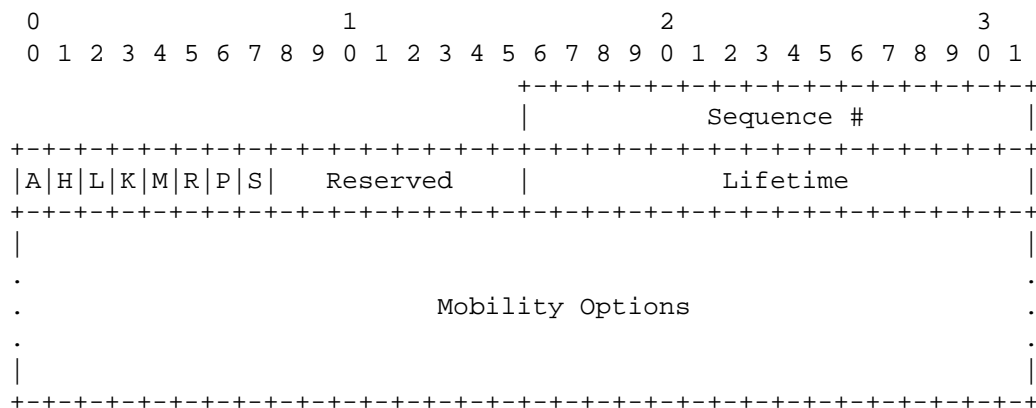 0                   1                   2                   3
 0 1 2 3 4 5 6 7 8 9 0 1 2 3 4 5 6 7 8 9 0 1 2 3 4 5 6 7 8 9 0 1
                                +-+-+-+-+-+-+-+-+-+-+-+-+-+-+-+-+
                                |           Sequence #          |
+-+-+-+-+-+-+-+-+-+-+-+-+-+-+-+-+-+-+-+-+-+-+-+-+-+-+-+-+-+-+-+-+
|A|H|L|K|M|R|P|S|   Reserved    |            Lifetime           |
+-+-+-+-+-+-+-+-+-+-+-+-+-+-+-+-+-+-+-+-+-+-+-+-+-+-+-+-+-+-+-+-+
|                                                               |
.                                                               .
.                          Mobility Options                     .
.                                                               .
|                                                               |
+-+-+-+-+-+-+-+-+-+-+-+-+-+-+-+-+-+-+-+-+-+-+-+-+-+-+-+-+-+-+-+-+